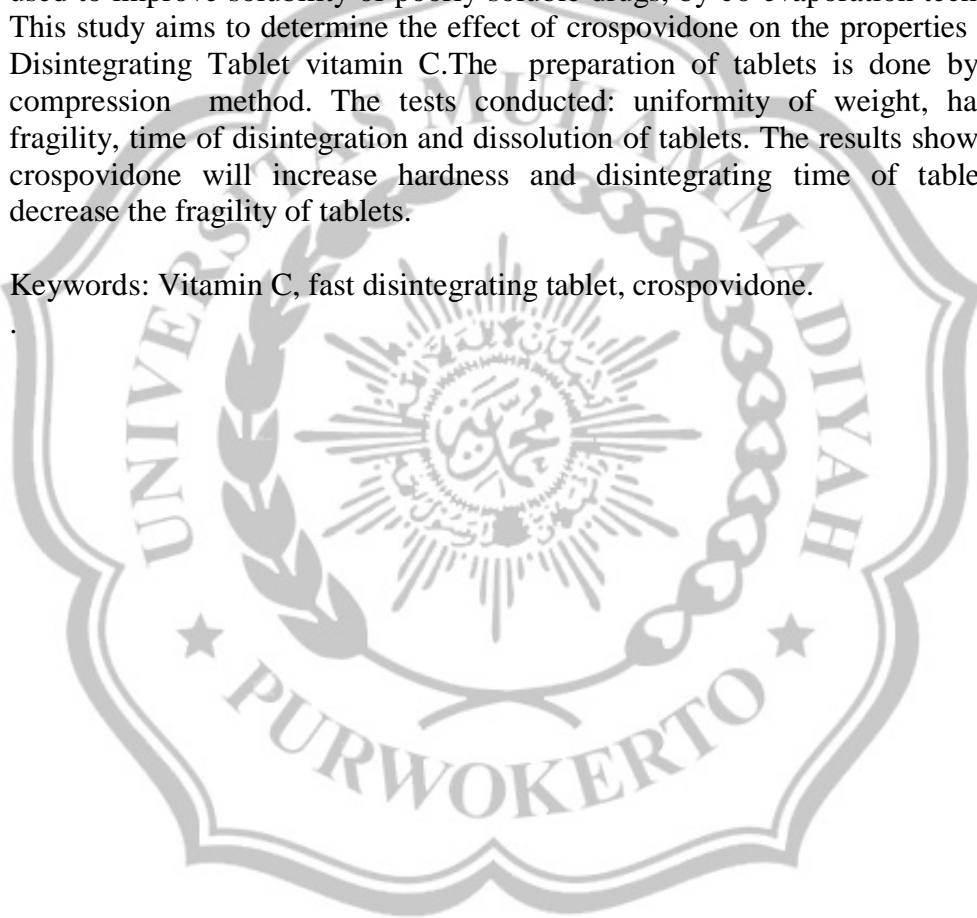 used to improve solubility of poorly soluble drugs, by co-evaporation
This study aims to determine the effect of crospovidone on the properties
Disintegrating Tablet vitamin C.The preparation of tablets is done by
compression method. The tests conducted: uniformity of weight,
fragility, time of disintegration and dissolution of tablets. The results show
crospovidone will increase hardness and disintegrating time of
decrease the fragility of tablets.
Keywords: Vitamin C, fast disintegrating tablet, crospovidone.
.
UNIVERSITAS MUHAMMADIYAH
PURWOKERTO